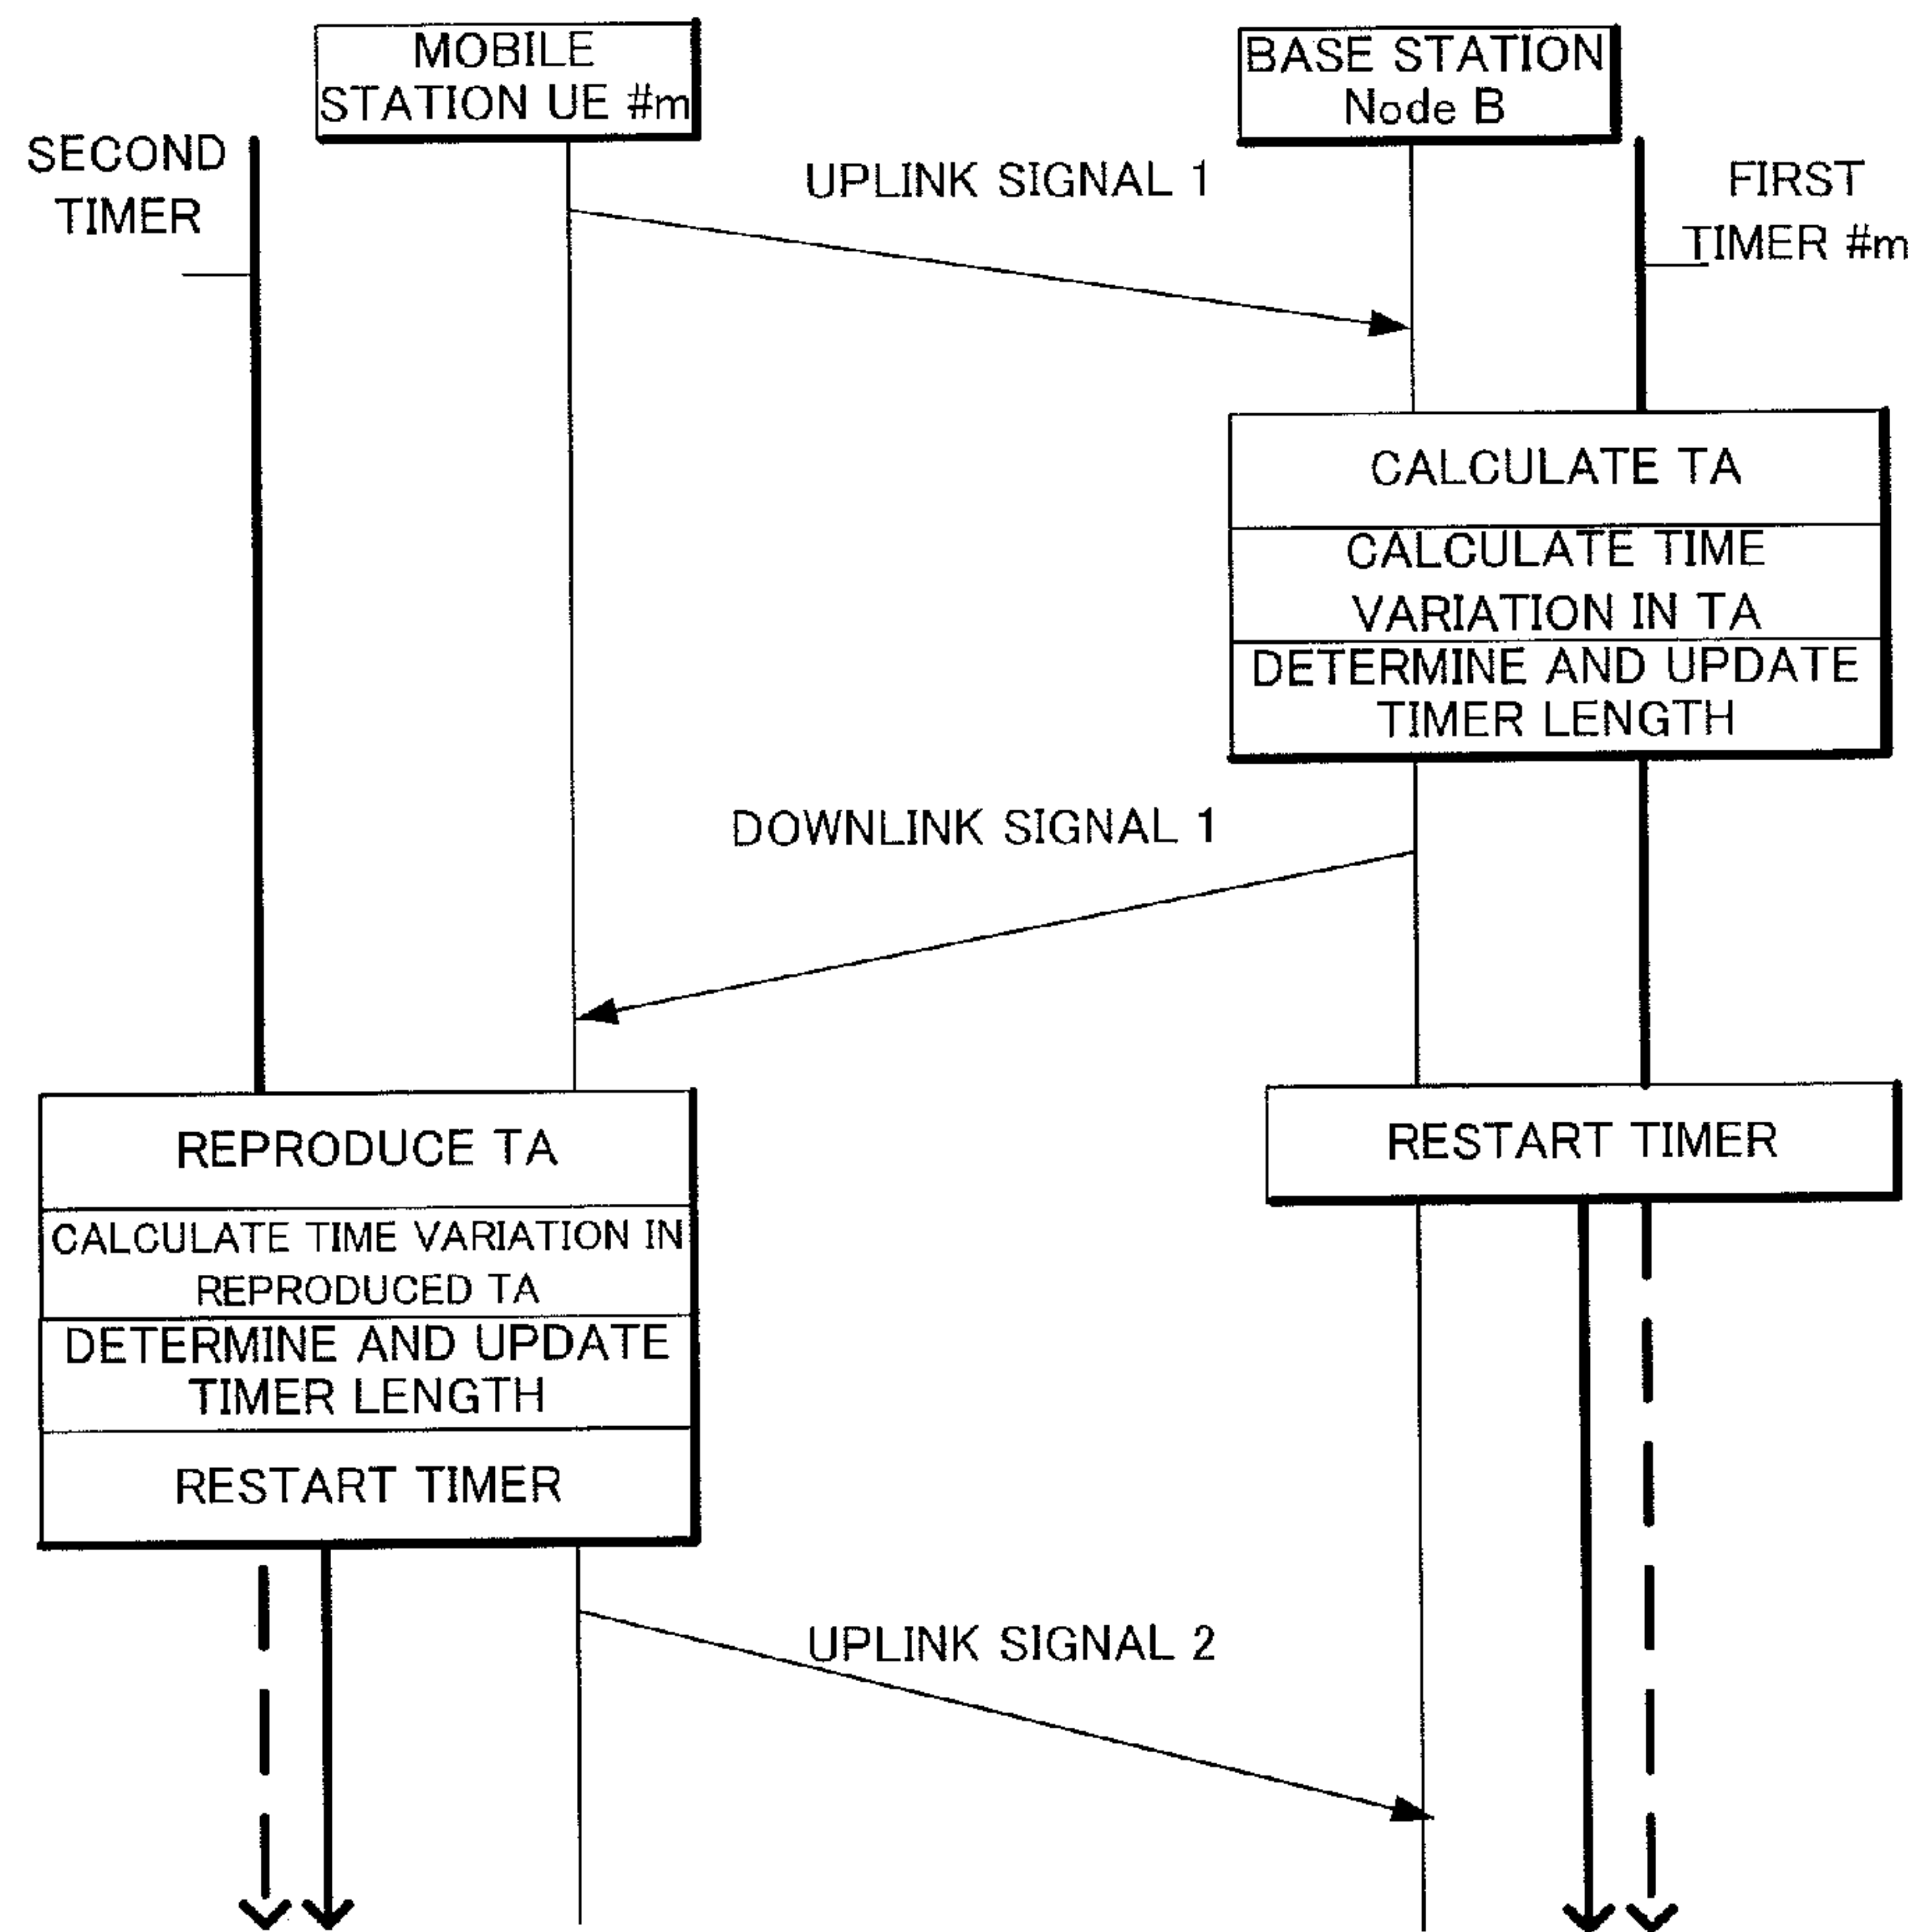 MOBILE
STATION UE #m
BASE STATION
Node B
SECOND
TIMER
UPLINK SIGNAL 1
FIRST
TIMER #m
CALCULATE TA
CALCULATE TIME
VARIATION IN TA
DETERMINE AND UPDATE
TIMER LENGTH
DOWNLINK SIGNAL 1
REPRODUCE TA
CALCULATE TIME VARIATION IN
REPRODUCED TA
DETERMINE AND UPDATE
TIMER LENGTH
RESTART TIMER
RESTART TIMER
UPLINK SIGNAL 2